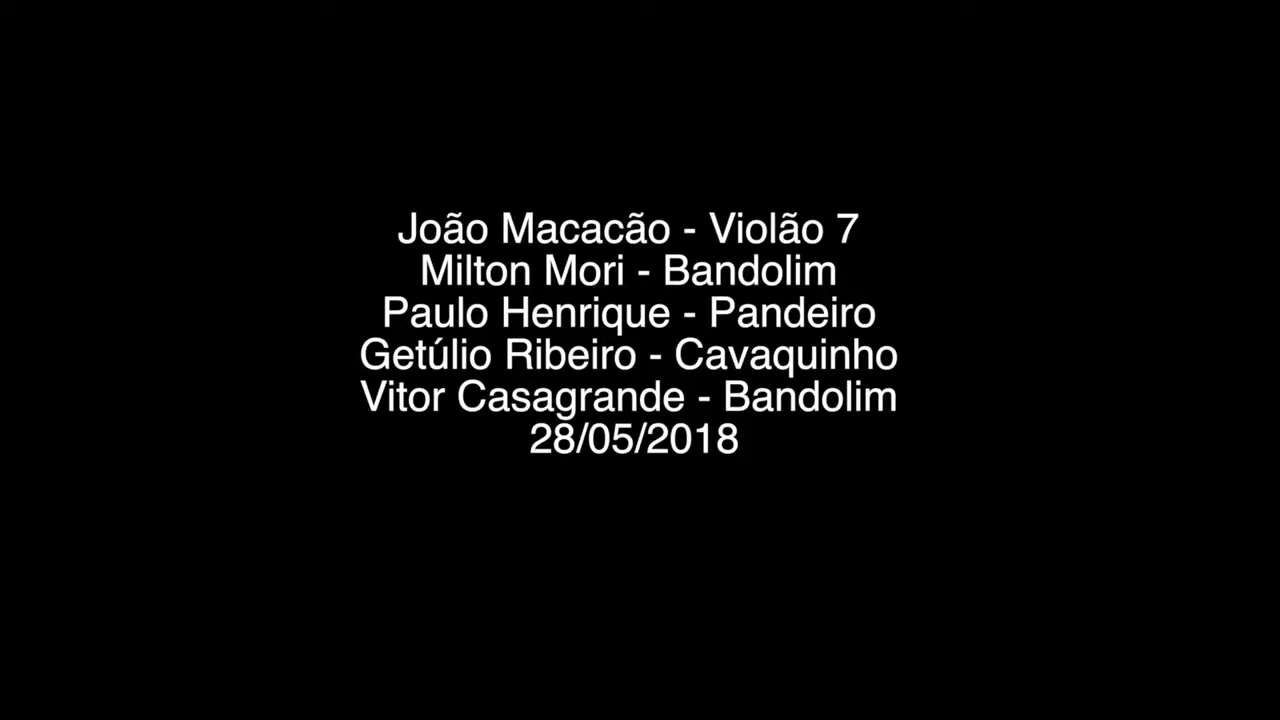 João Macacão - Violão 7
Milton Mori - Bandolim
Paulo Henrique - Pandeiro
Getúlio Ribeiro - Cavaquinho
Vitor Casagrande - Bandolim
28/05/2018